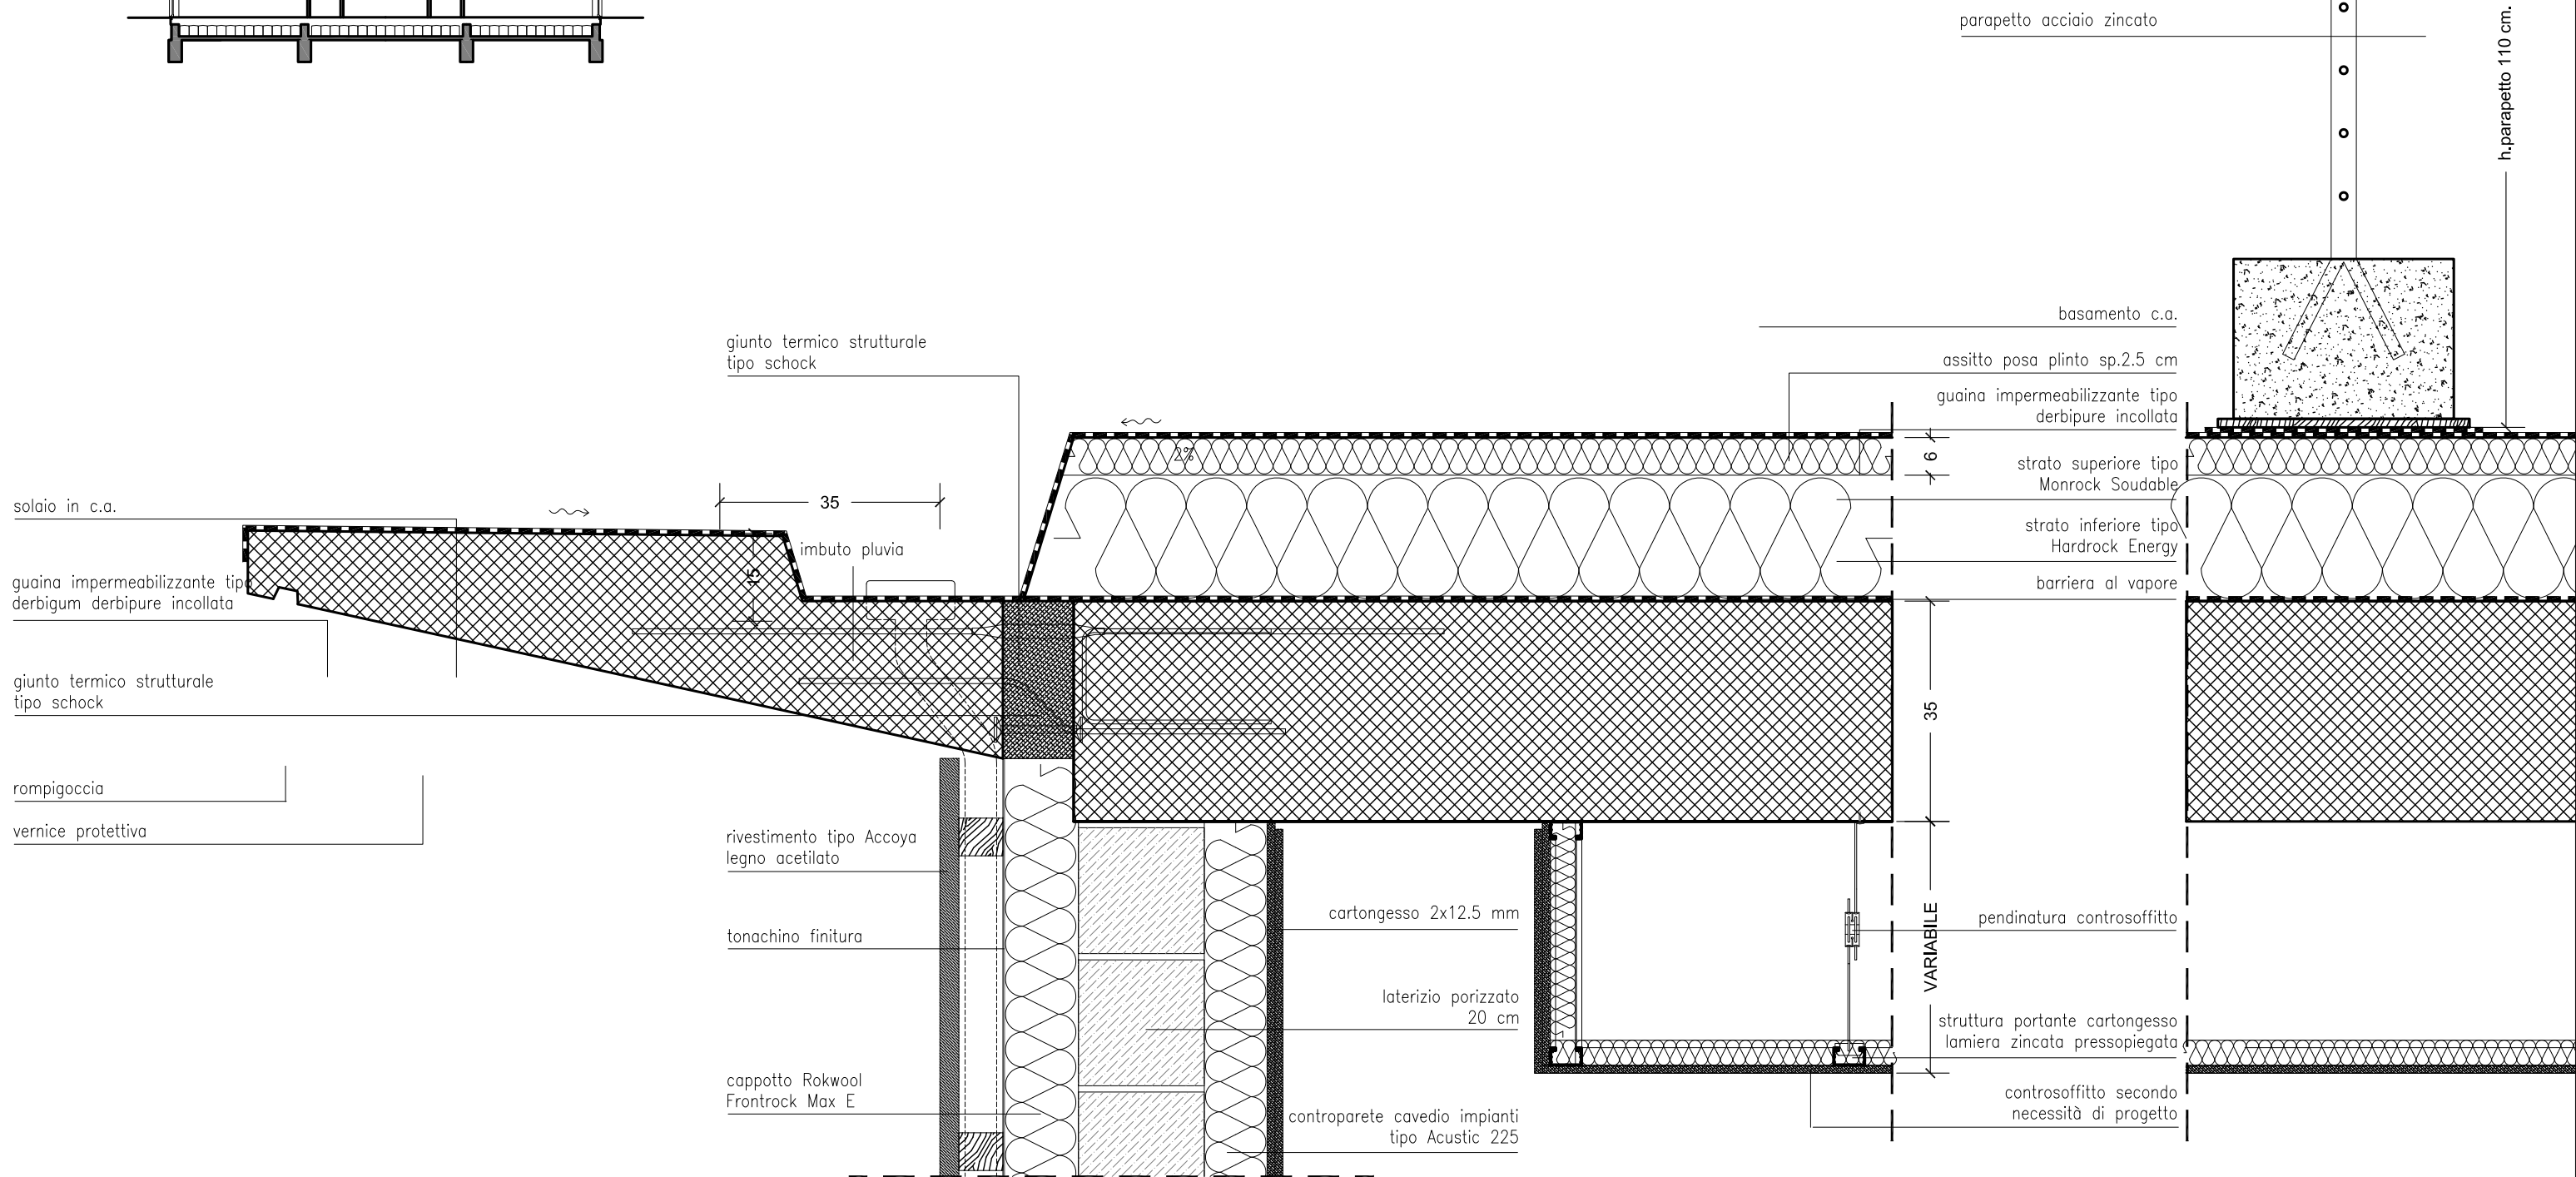 parapetto acciaio zincato
h.parapetto 110 cm.
basamento c.a.
giunto termico strutturale
tipo schock
assitto posa plinto sp.2.5 cm
guaina impermeabilizzante tipo
derbipure incollata
2%
6
strato superiore tipo
Monrock Soudable
35
solaio in c.a.
strato inferiore tipo
Hardrock Energy
imbuto pluvia
15
guaina impermeabilizzante tipo
derbigum derbipure incollata
barriera al vapore
giunto termico strutturale
tipo schock
35
rompigoccia
vernice protettiva
rivestimento tipo Accoya
legno acetilato
cartongesso 2x12.5 mm
pendinatura controsoffitto
VARIABILE
tonachino finitura
laterizio porizzato
20 cm
struttura portante cartongesso
lamiera zincata pressopiegata
cappotto Rokwool
Frontrock Max E
controsoffitto secondo
necessità di progetto
controparete cavedio impianti
tipo Acustic 225